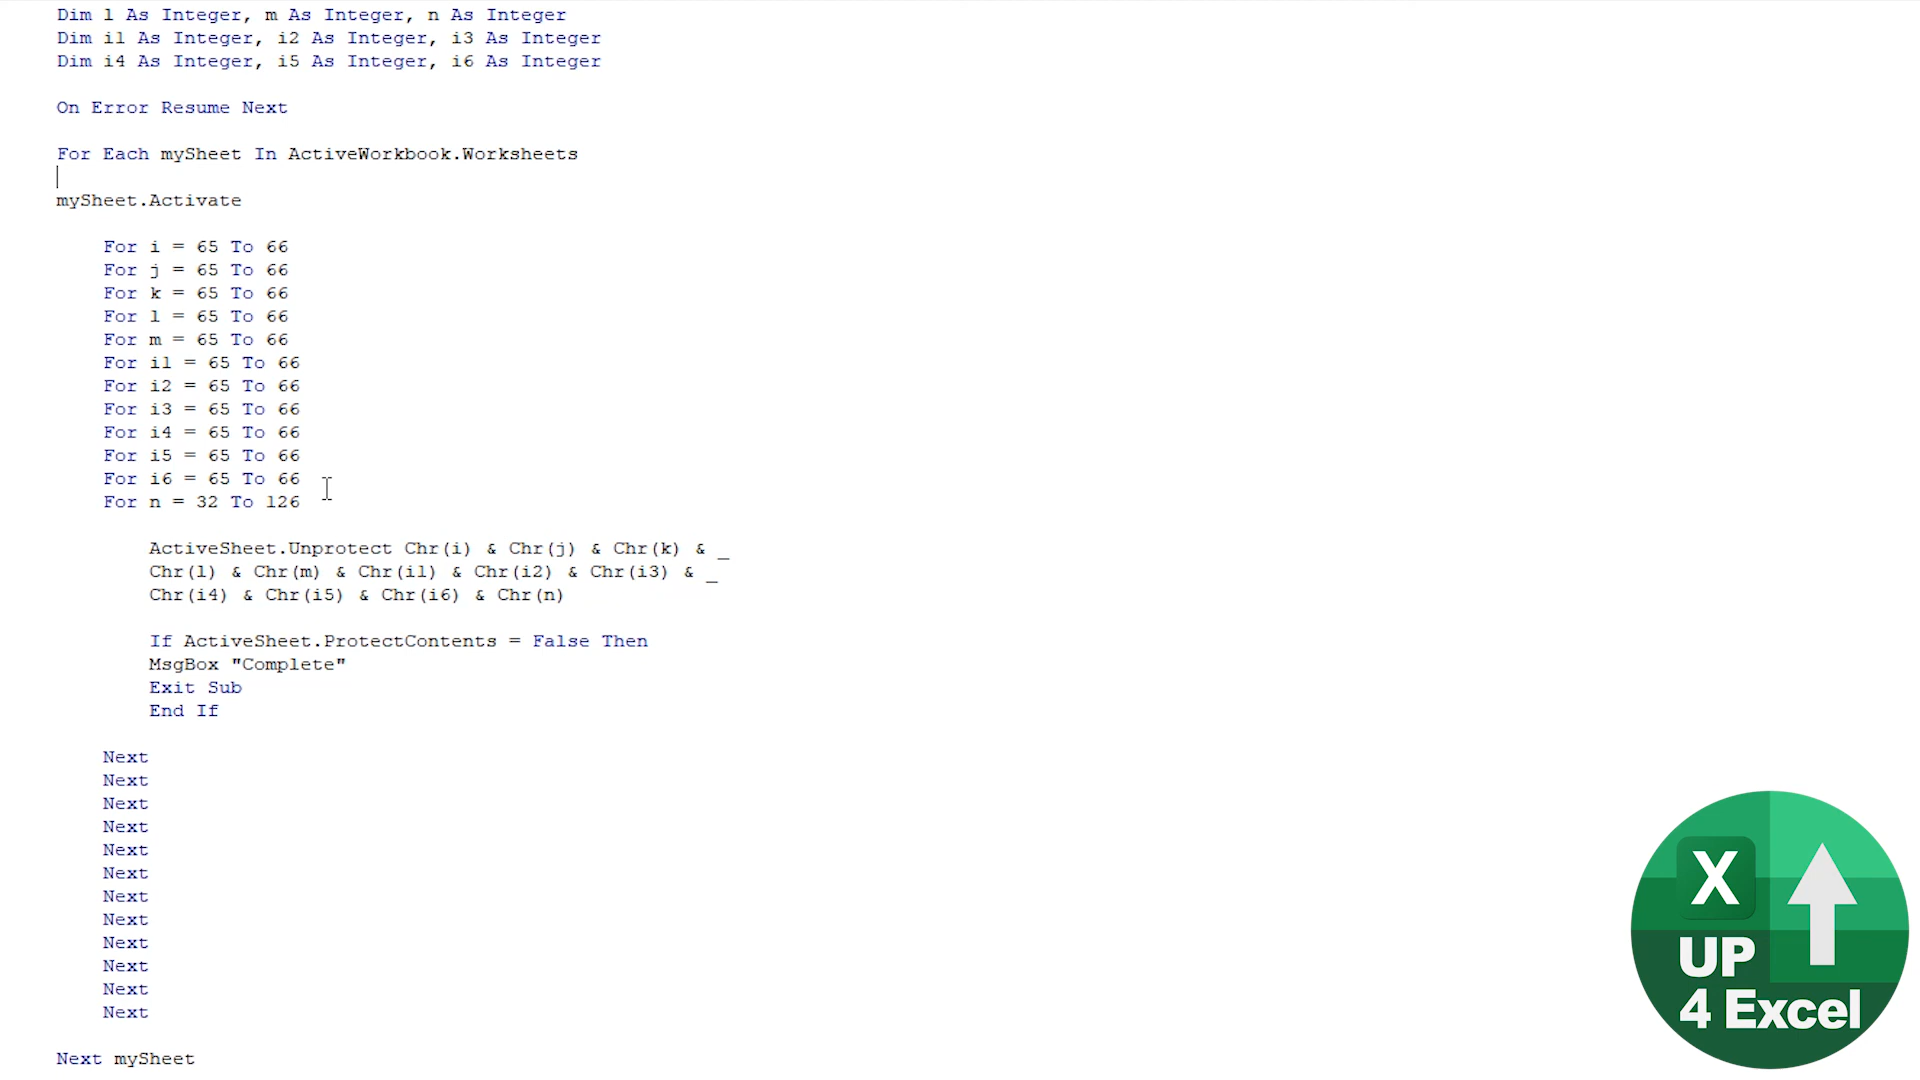 Dim l As Integer, m As Integer, n As Integer
Dim i1 As Integer, i2 As Integer, i3 As Integer
Dim i4 As Integer, i5 As Integer, i6 As Integer
On Error Resume Next
For Each mySheet In ActiveWorkbook.Worksheets
mySheet.Activate
For i = 65 To 66
For j = 65 To 66
For k = 65 To 66
For l = 65 To 66
For m = 65 To 66
For i1 = 65 To 66
For i2 = 65 To 66
For i3 = 65 To 66
For i4 = 65 To 66
For i5 = 65 To 66
For i6 = 65 To 66
For n = 32 To 126
ActiveSheet.Unprotect Chr(i) & Chr(j) & Chr(k) & _
Chr(l) & Chr(m) & Chr(i1) & Chr(i2) & Chr(i3) & _
Chr(i4) & Chr(i5) & Chr(i6) & Chr(n)
If ActiveSheet.ProtectContents = False Then
MsgBox "Complete"
Exit Sub
End If
Next
Next
Next
Next
Next
Next
Next
Next
Next
Next
Next
Next
Next mySheet
X
UP
4 Excel